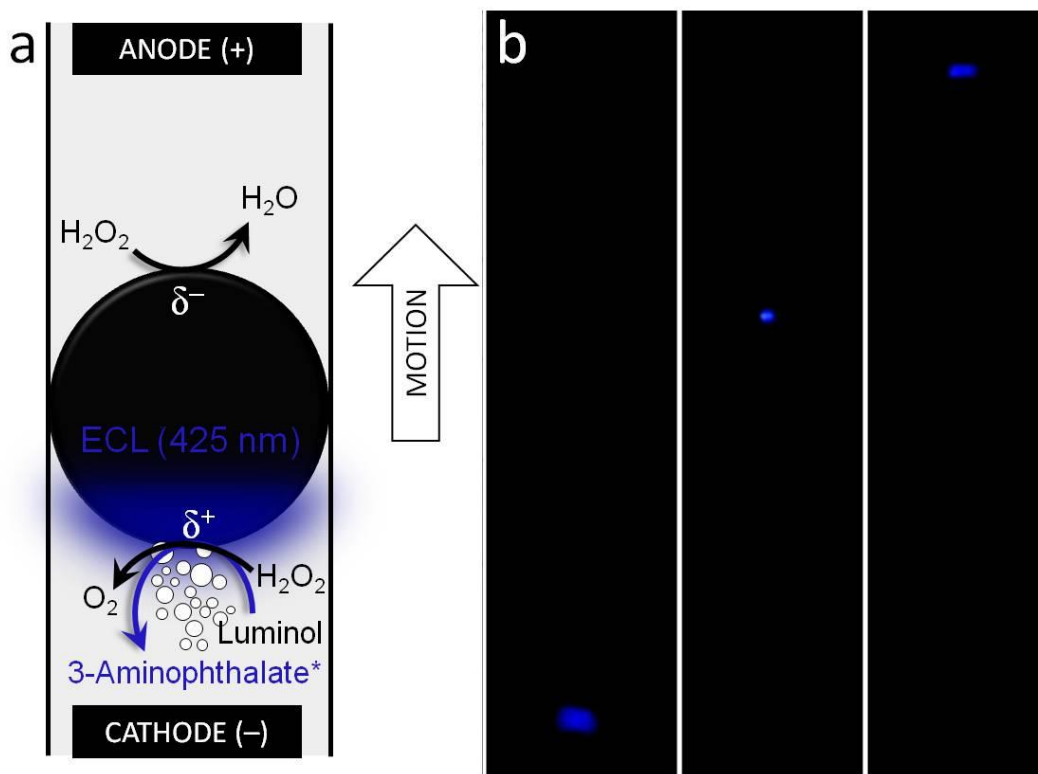 a
ANODE (+)
H₂O₂
H₂O
δ⁻
MOTION
ECL (425 nm)
δ⁺
O₂
H₂O₂
Luminol
3-Aminophthalate*
CATHODE (–)
b